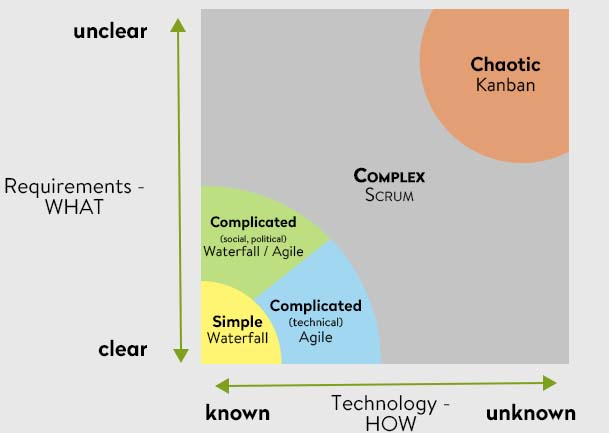 unclear
Chaotic
Kanban
Requirements -
WHAT
COMPLEX
SCRUM
Complicated
(social, political)
Waterfall / Agile
Complicated
(technical)
Agile
Simple
Waterfall
clear
known
Technology -
HOW
unknown